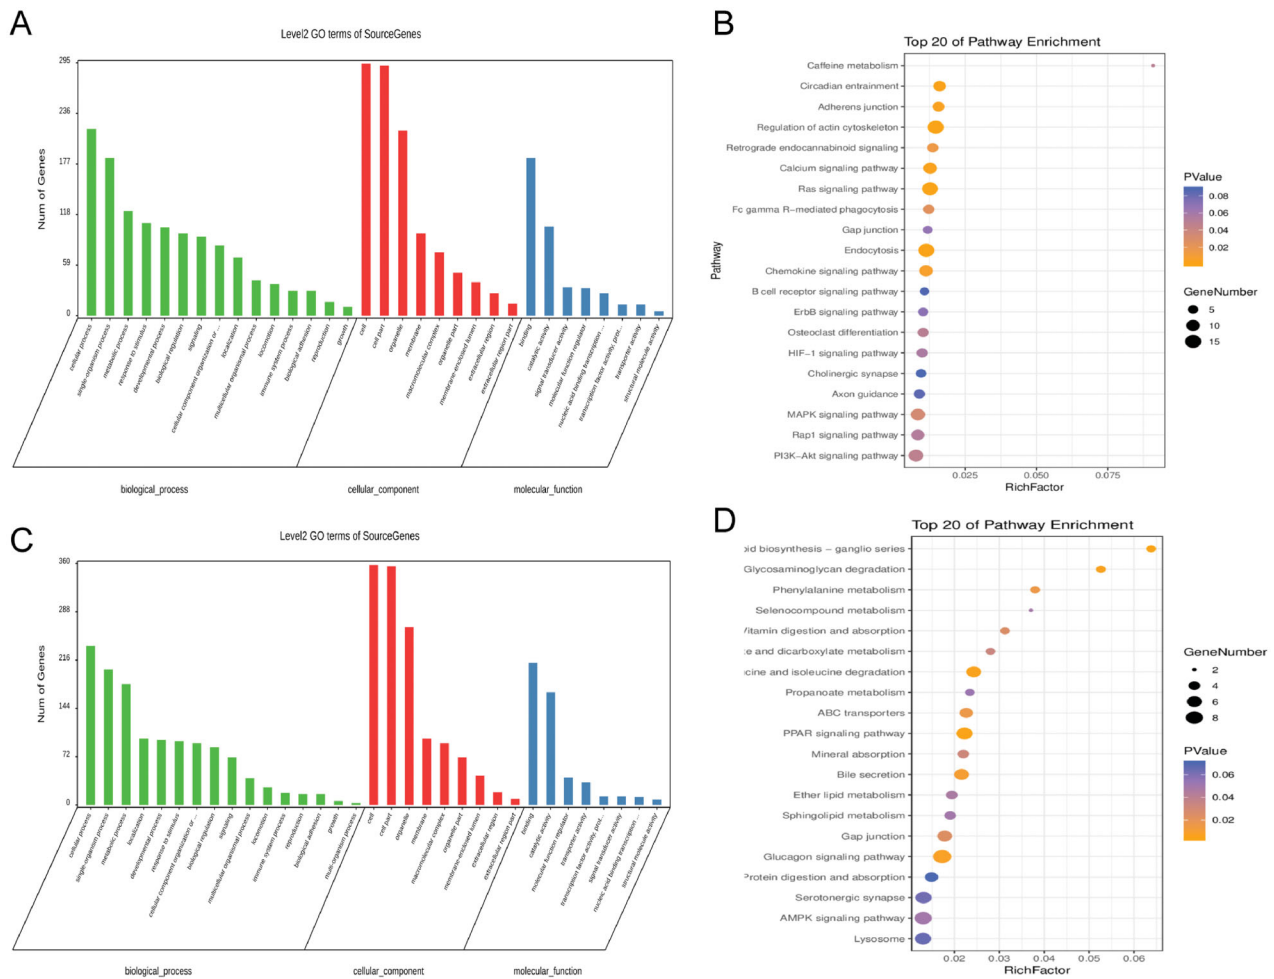 A
Level2 GO terms of SourceGenes
Num of Genes
295
236
177
118
59
0
cellular process
single-organism process
metabolic process
response to stimulus
developmental process
biological regulation
signaling
cellular component organization or ...
localization
multicellular organismal process
locomotion
immune system process
biological adhesion
reproduction
growth
cell
cell part
organelle
membrane
macromolecular complex
organelle part
membrane-enclosed lumen
extracellular region
extracellular region part
binding
catalytic activity
signal transducer activity
molecular function regulator
nucleic acid binding transcription ...
transcription factor activity, prot...
transporter activity
structural molecule activity
biological_process
cellular_component
molecular_function
B
Top 20 of Pathway Enrichment
Pathway
Caffeine metabolism
Circadian entrainment
Adherens junction
Regulation of actin cytoskeleton
Retrograde endocannabinoid signaling
Calcium signaling pathway
Ras signaling pathway
Fc gamma R−mediated phagocytosis
Gap junction
Endocytosis
Chemokine signaling pathway
B cell receptor signaling pathway
ErbB signaling pathway
Osteoclast differentiation
HIF−1 signaling pathway
Cholinergic synapse
Axon guidance
MAPK signaling pathway
Rap1 signaling pathway
PI3K−Akt signaling pathway
0.025
0.050
0.075
RichFactor
PValue
0.08
0.06
0.04
0.02
GeneNumber
5
10
15
C
Level2 GO terms of SourceGenes
Num of Genes
360
288
216
144
72
0
cellular process
single-organism process
metabolic process
localization
developmental process
response to stimulus
cellular component organization or ...
biological regulation
signaling
multicellular organismal process
locomotion
immune system process
reproduction
biological adhesion
growth
multi-organism process
cell
cell part
organelle
membrane
macromolecular complex
organelle part
membrane-enclosed lumen
extracellular region
extracellular region part
binding
catalytic activity
molecular function regulator
transporter activity
transcription factor activity, prot...
signal transducer activity
nucleic acid binding transcription ...
structural molecule activity
biological_process
cellular_component
molecular_function
D
Top 20 of Pathway Enrichment
oid biosynthesis − ganglio series
Glycosaminoglycan degradation
Phenylalanine metabolism
Selenocompound metabolism
Vitamin digestion and absorption
te and dicarboxylate metabolism
cine and isoleucine degradation
Propanoate metabolism
ABC transporters
PPAR signaling pathway
Mineral absorption
Bile secretion
Ether lipid metabolism
Sphingolipid metabolism
Gap junction
Glucagon signaling pathway
Protein digestion and absorption
Serotonergic synapse
AMPK signaling pathway
Lysosome
0.02
0.03
0.04
0.05
0.06
RichFactor
GeneNumber
2
4
6
8
PValue
0.06
0.04
0.02